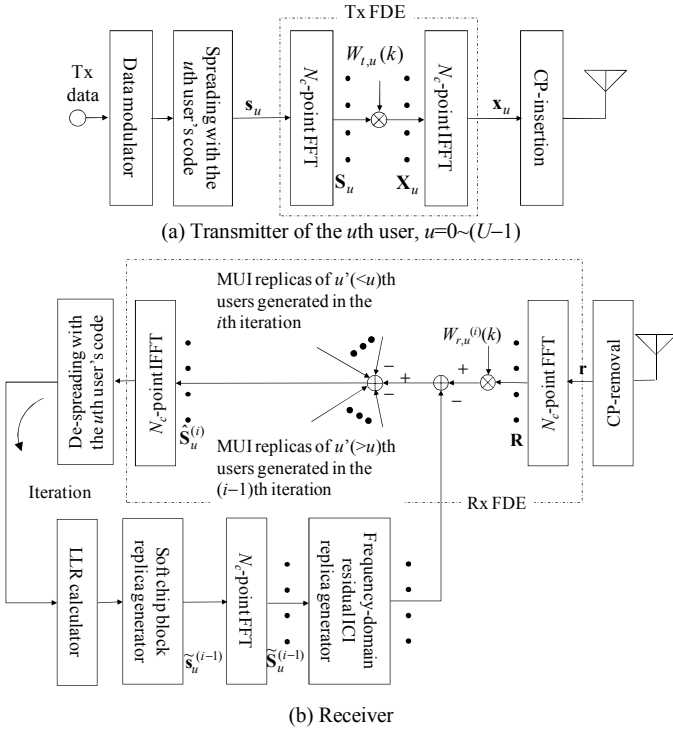 Tx FDE
Tx
data
Data modulator
Spreading with the
uth user's code
s_u
N_c-point FFT
S_u
W_{t,u}(k)
X_u
N_c-point IFFT
x_u
CP-insertion
(a) Transmitter of the uth user, u=0~(U−1)
De-spreading with
the uth user's code
N_c-point IFFT
Ŝ_u^{(i)}
MUI replicas of u'(<u)th
users generated in the
ith iteration
−
−
+
−
−
MUI replicas of u'(>u)th
users generated in the
(i−1)th iteration
+
−
W_{r,u}^{(i)}(k)
R
N_c-point FFT
r
CP-removal
Rx FDE
Iteration
LLR calculator
Soft chip block
replica generator
s̃_u^{(i−1)}
N_c-point FFT
S̃_u^{(i−1)}
Frequency-domain
residual ICI
replica generator
(b) Receiver